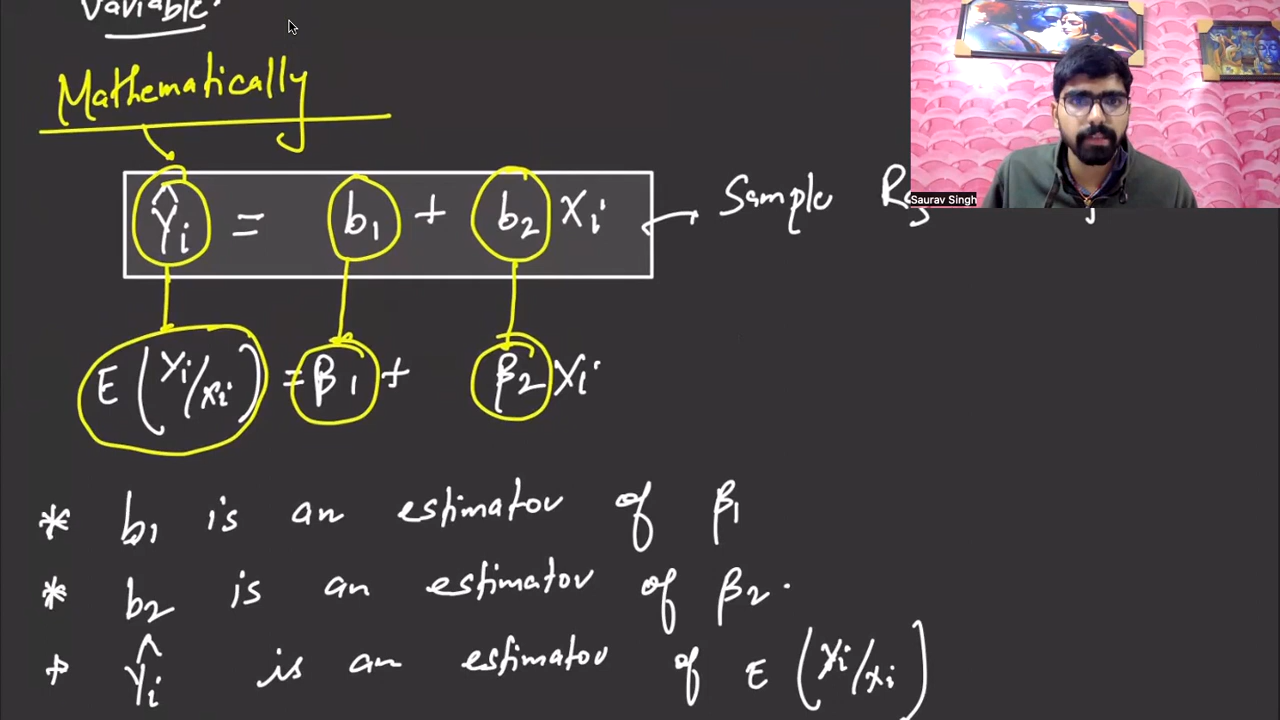 Variable.
Mathematically
Ŷi = b1 + b2 Xi → Sample
Saurav Singh
E(Yi/Xi) = β1 + β2 Xi
* b1 is an estimator of β1
* b2 is an estimator of β2.
* Ŷi is an estimator of E(Yi/Xi)